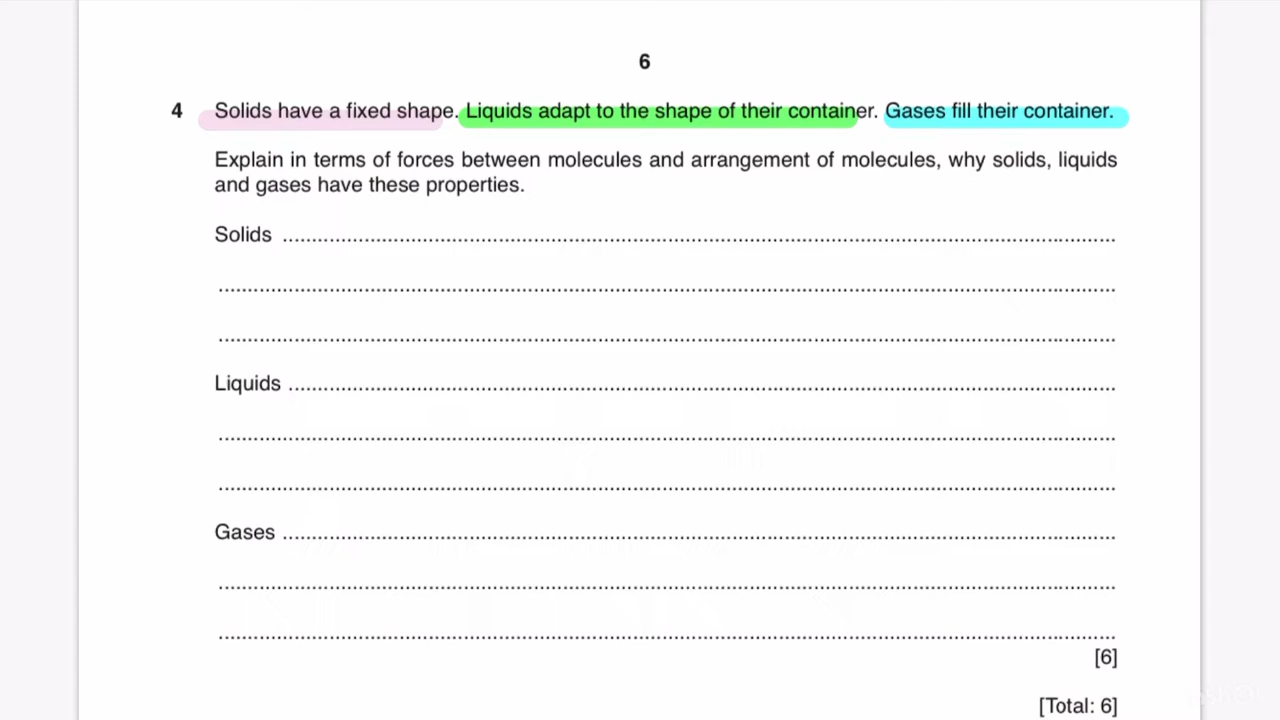 6
4 Solids have a fixed shape. Liquids adapt to the shape of their container. Gases fill their container.
Explain in terms of forces between molecules and arrangement of molecules, why solids, liquids
and gases have these properties.
Solids ................................................................................
................................................................................
................................................................................
Liquids ................................................................................
................................................................................
................................................................................
Gases ................................................................................
................................................................................
................................................................................
[6]
[Total: 6]